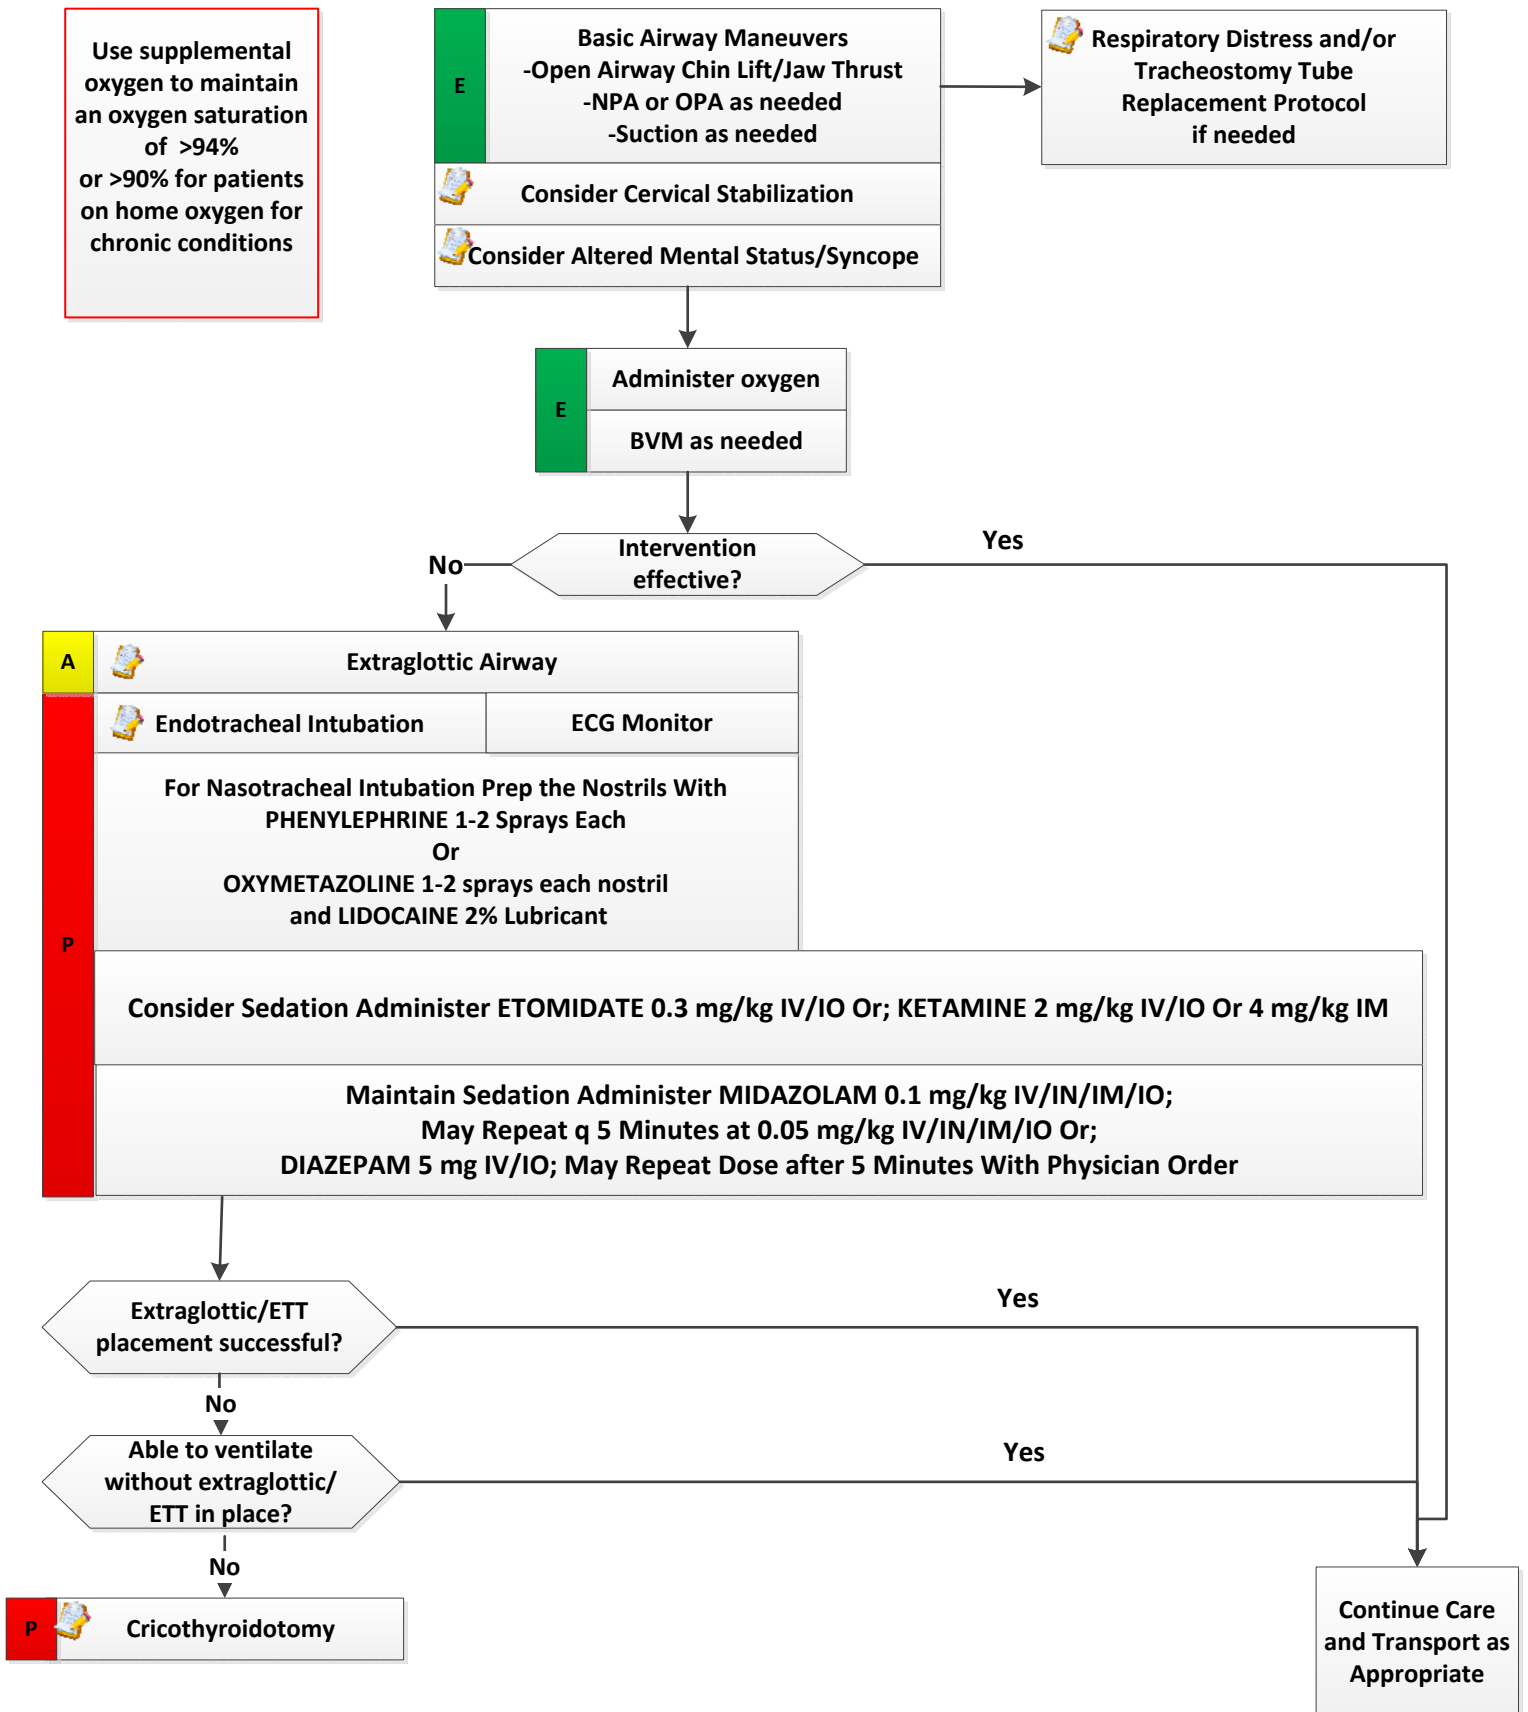 Use supplemental
oxygen to maintain
an oxygen saturation
of  >94%
or >90% for patients
on home oxygen for
chronic conditions
E
Basic Airway Maneuvers
-Open Airway Chin Lift/Jaw Thrust
-NPA or OPA as needed
-Suction as needed
Respiratory Distress and/or
Tracheostomy Tube
Replacement Protocol
if needed
Consider Cervical Stabilization
Consider Altered Mental Status/Syncope
E
Administer oxygen
BVM as needed
Intervention
effective?
Yes
No
A
Extraglottic Airway
P
Endotracheal Intubation
ECG Monitor
For Nasotracheal Intubation Prep the Nostrils With
PHENYLEPHRINE 1-2 Sprays Each
Or
OXYMETAZOLINE 1-2 sprays each nostril
and LIDOCAINE 2% Lubricant
Consider Sedation Administer ETOMIDATE 0.3 mg/kg IV/IO Or; KETAMINE 2 mg/kg IV/IO Or 4 mg/kg IM
Maintain Sedation Administer MIDAZOLAM 0.1 mg/kg IV/IN/IM/IO;
May Repeat q 5 Minutes at 0.05 mg/kg IV/IN/IM/IO Or;
DIAZEPAM 5 mg IV/IO; May Repeat Dose after 5 Minutes With Physician Order
Extraglottic/ETT
placement successful?
Yes
No
Able to ventilate
without extraglottic/
ETT in place?
Yes
No
P
Cricothyroidotomy
Continue Care
and Transport as
Appropriate